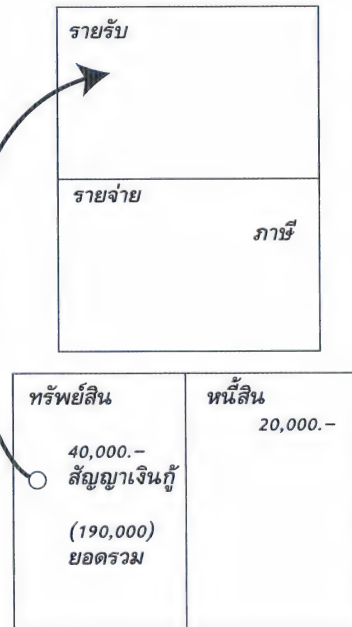 รายรับ
รายจ่าย
ภาษี
ทรัพย์สิน
40,000.–
สัญญาเงินกู้
(190,000)
ยอดรวม
หนี้สิน
20,000.–